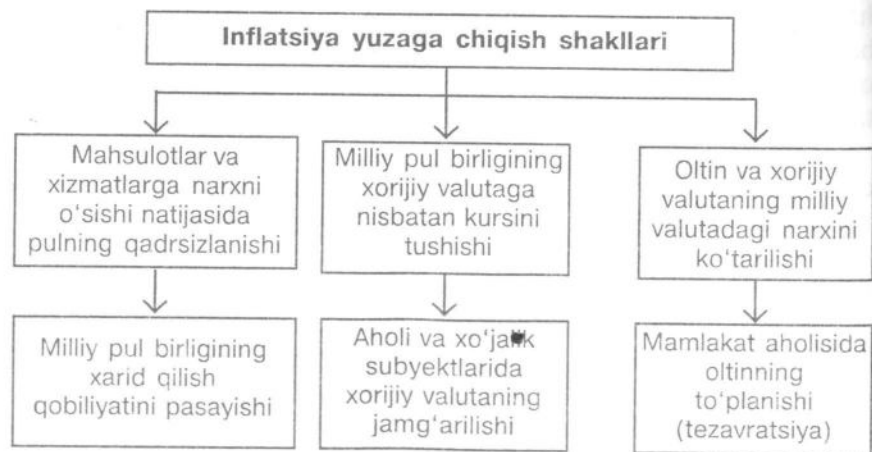 Inflatsiya yuzaga chiqish shakllari
Mahsulotlar va
xizmatlarga narxni
o‘sishi natijasida
pulning qadrsizlanishi
Milliy pul birligining
xorijiy valutaga
nisbatan kursini
tushishi
Oltin va xorijiy
valutaning milliy
valutadagi narxini
ko‘tarilishi
Milliy pul birligining
xarid qilish
qobiliyatini pasayishi
Aholi va xo‘jalik
subyektlarida
xorijiy valutaning
jamg‘arilishi
Mamlakat aholisida
oltinning
to‘planishi
(tezavratsiya)